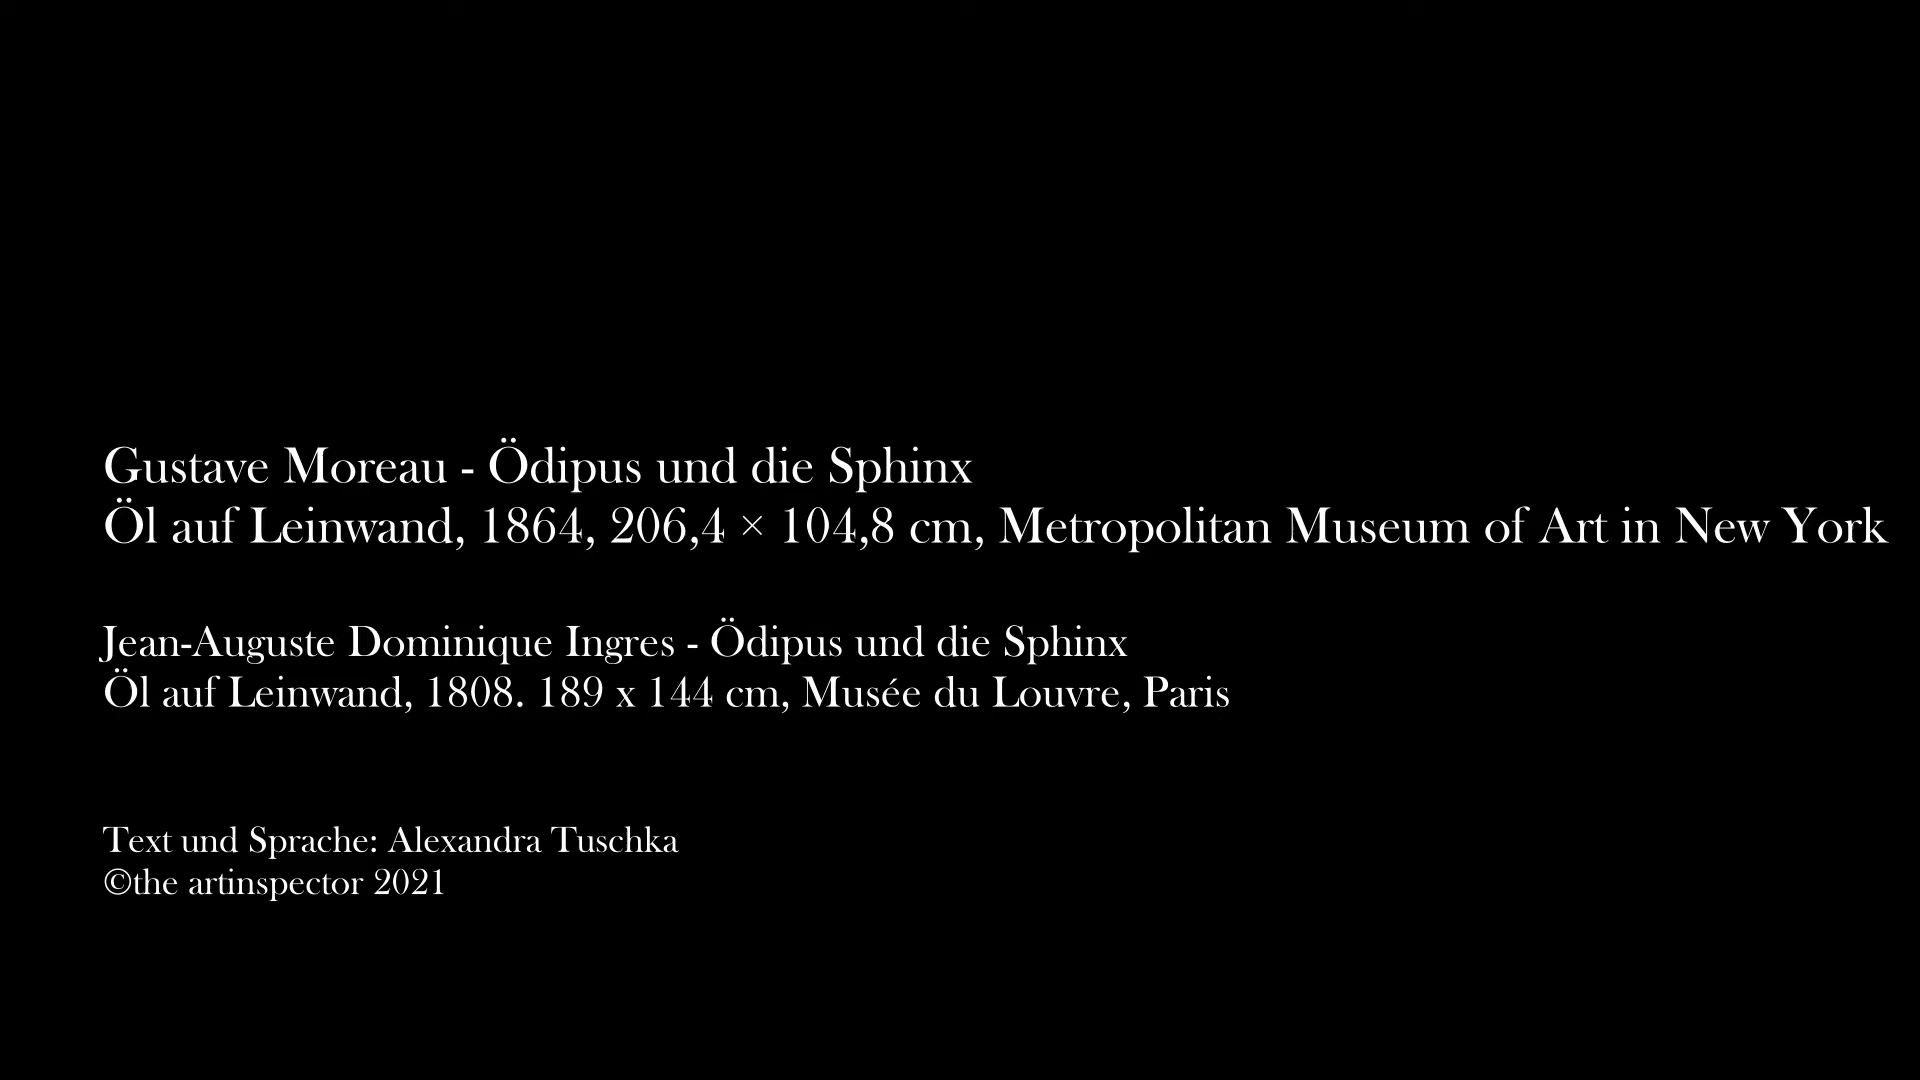 Gustave Moreau - Ödipus und die Sphinx
Öl auf Leinwand, 1864, 206,4 × 104,8 cm, Metropolitan Museum of Art in New York
Jean-Auguste Dominique Ingres - Ödipus und die Sphinx
Öl auf Leinwand, 1808. 189 x 144 cm, Musée du Louvre, Paris
Text und Sprache: Alexandra Tuschka
©the artinspector 2021